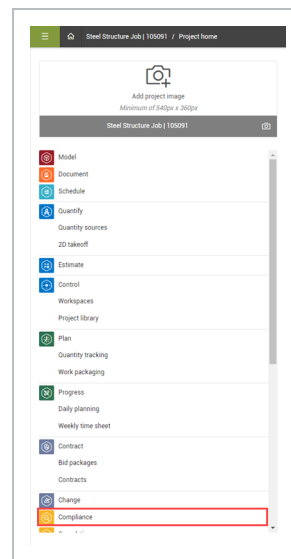 Steel Structure Job | 105091 / Project home
Add project image
Minimum of 540px x 360px
Steel Structure Job | 105091
Model
Document
Schedule
Quantify
Quantity sources
2D takeoff
Estimate
Control
Workspaces
Project library
Plan
Quantity tracking
Work packaging
Progress
Daily planning
Weekly time sheet
Contract
Bid packages
Contracts
Change
Compliance